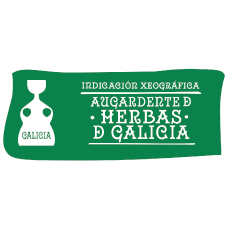 GALICIA
INDICACIÓN XEOGRÁFICA
AUGARDENTE D
· HERBAS ·
D GALICIA